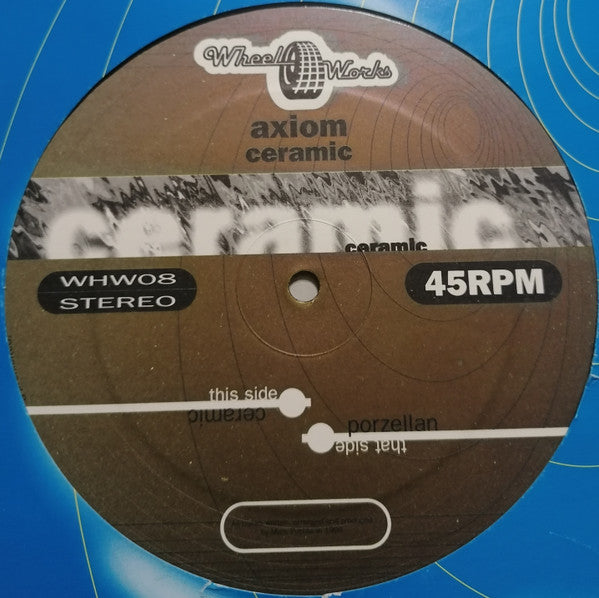 Wheel Works
axiom
ceramic
ceramic
ceramic
WHW08
STEREO
45RPM
this side
ceramic
porzellan
that side